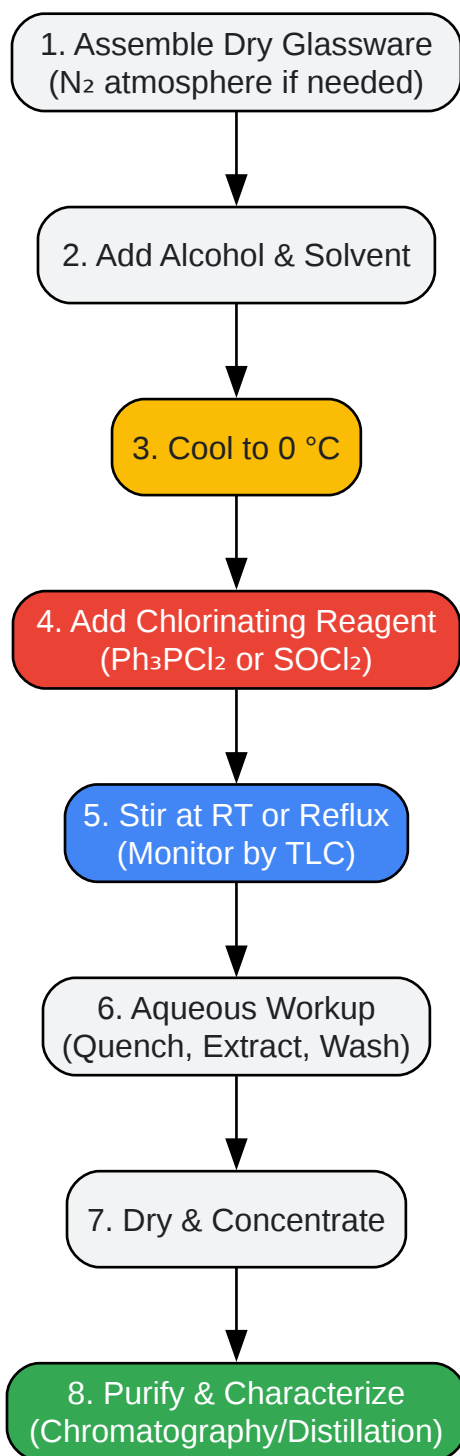 1. Assemble Dry Glassware
(N₂ atmosphere if needed)
2. Add Alcohol & Solvent
3. Cool to 0 °C
4. Add Chlorinating Reagent
(Ph₃PCl₂ or SOCl₂)
5. Stir at RT or Reflux
(Monitor by TLC)
6. Aqueous Workup
(Quench, Extract, Wash)
7. Dry & Concentrate
8. Purify & Characterize
(Chromatography/Distillation)